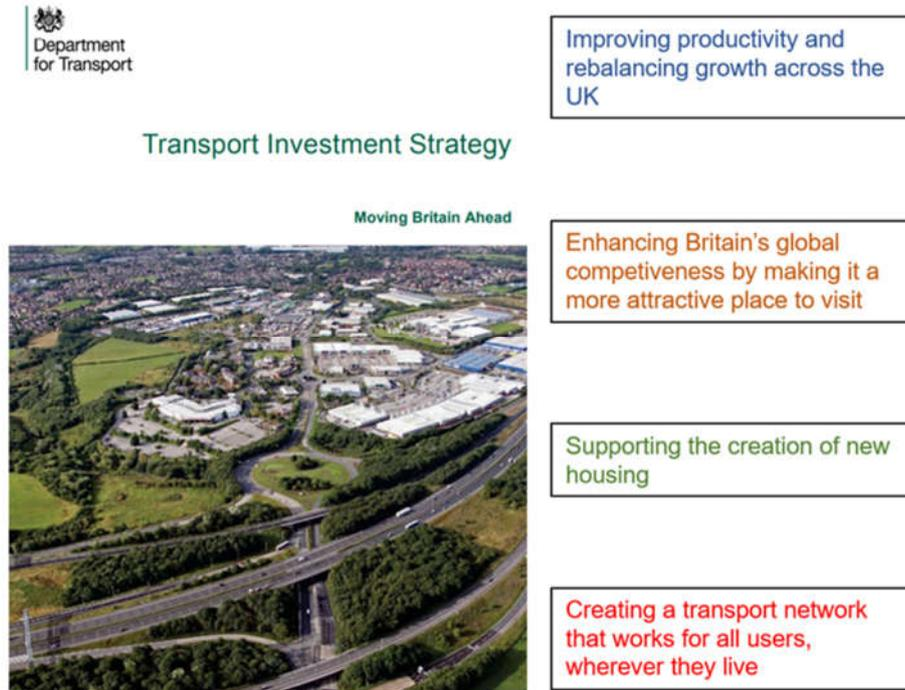 Department
for Transport
Transport Investment Strategy
Moving Britain Ahead
Improving productivity and
rebalancing growth across the
UK
Enhancing Britain's global
competiveness by making it a
more attractive place to visit
Supporting the creation of new
housing
Creating a transport network
that works for all users,
wherever they live